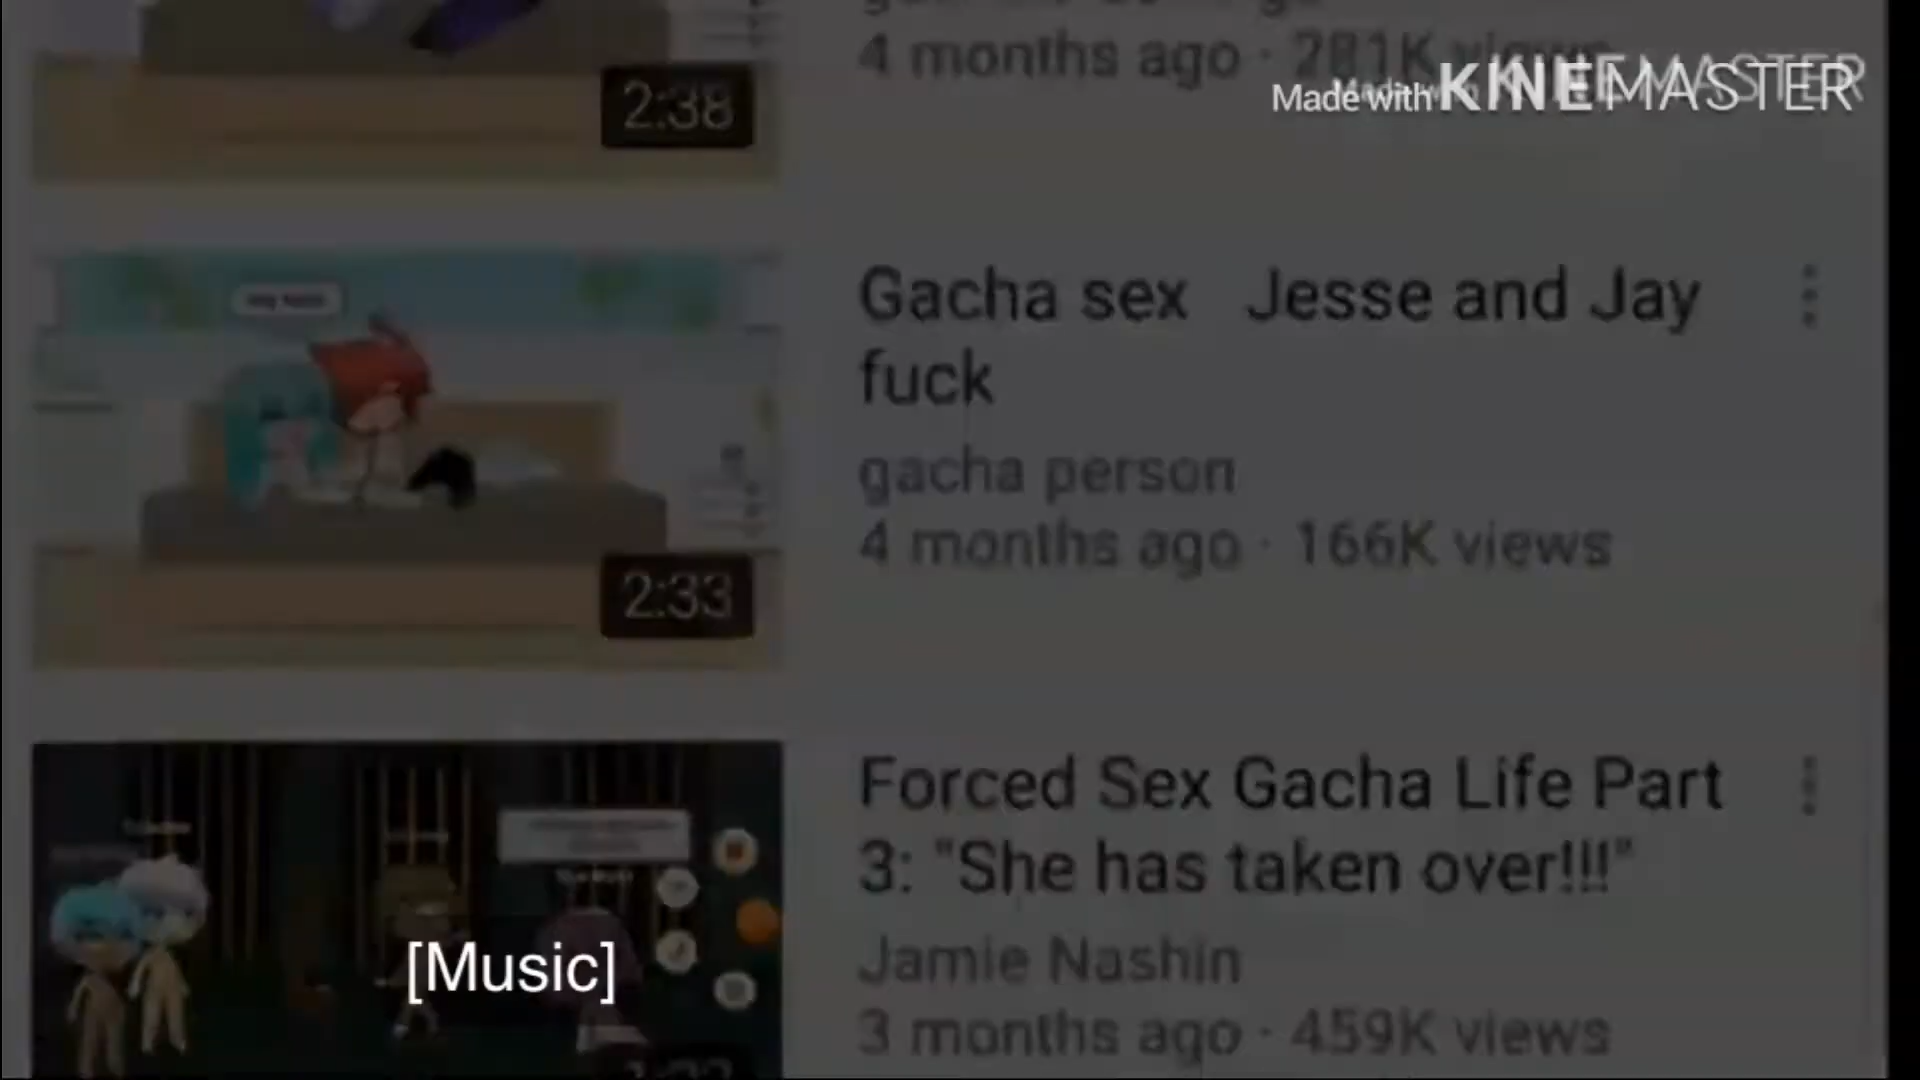 4 months ago · 281K views
Made with KINEMASTER
2:38
Gacha sex Jesse and Jay
fuck
gacha person
4 months ago · 166K views
2:33
Forced Sex Gacha Life Part
3: "She has taken over!!!"
Jamie Nashin
3 months ago · 459K views
[Music]